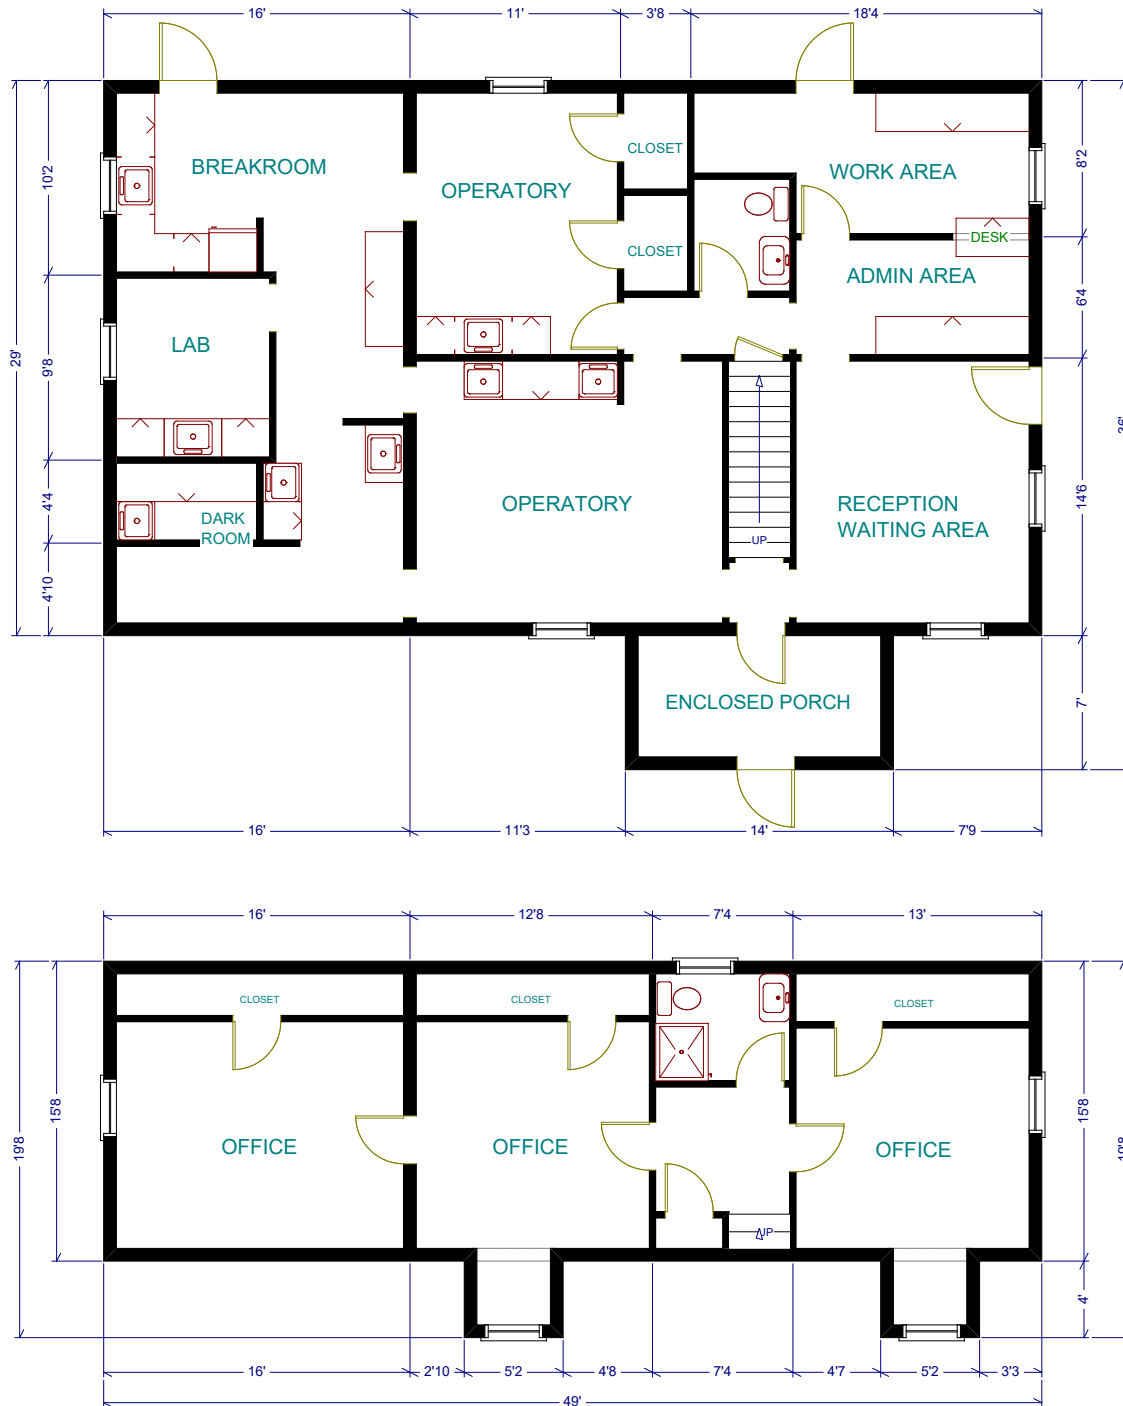 16'
11'
3'8
18'4
BREAKROOM
OPERATORY
CLOSET
WORK AREA
10'2
8'2
CLOSET
DESK
ADMIN AREA
6'4
LAB
29'
9'8
36'
OPERATORY
RECEPTION
WAITING AREA
14'6
4'4
DARK
ROOM
UP
4'10
ENCLOSED PORCH
7'
16'
11'3
14'
7'9
16'
12'8
7'4
13'
CLOSET
CLOSET
CLOSET
15'8
15'8
19'8
19'8
OFFICE
OFFICE
OFFICE
UP
4'
16'
2'10
5'2
4'8
7'4
4'7
5'2
3'3
49'